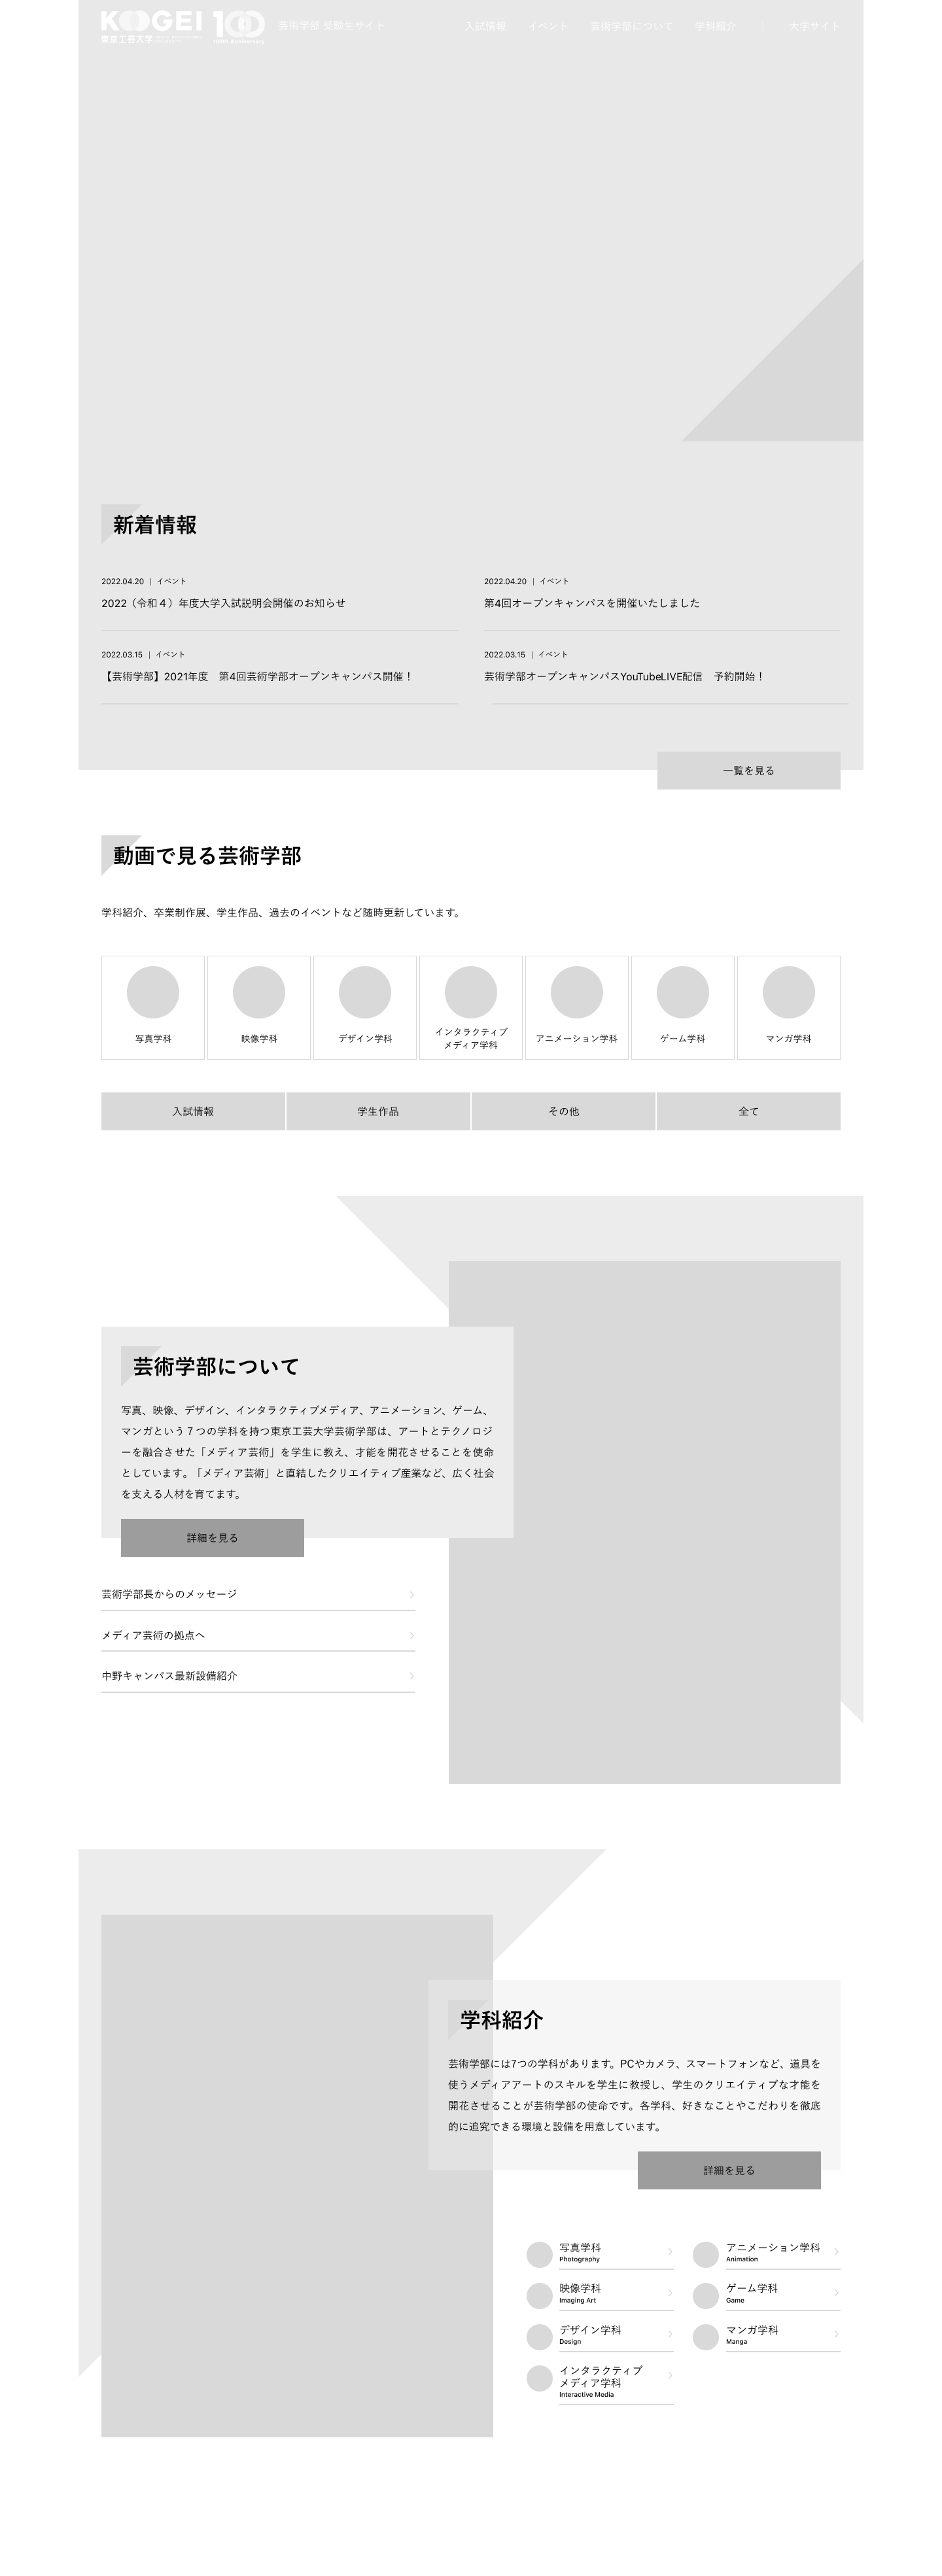 KOOGEI 100
東京工芸大学
芸術学部 受験生サイト
入試情報 イベント 芸術学部について 学科紹介 | 大学サイト
新着情報
2022.04.20 | イベント
2022（令和４）年度大学入試説明会開催のお知らせ
2022.04.20 | イベント
第4回オープンキャンパスを開催いたしました
2022.03.15 | イベント
【芸術学部】2021年度　第4回芸術学部オープンキャンパス開催！
2022.03.15 | イベント
芸術学部オープンキャンパスYouTubeLIVE配信　予約開始！
一覧を見る
動画で見る芸術学部
学科紹介、卒業制作展、学生作品、過去のイベントなど随時更新しています。
写真学科
映像学科
デザイン学科
インタラクティブ
メディア学科
アニメーション学科
ゲーム学科
マンガ学科
入試情報
学生作品
その他
全て
芸術学部について
写真、映像、デザイン、インタラクティブメディア、アニメーション、ゲーム、
マンガという７つの学科を持つ東京工芸大学芸術学部は、アートとテクノロジ
ーを融合させた「メディア芸術」を学生に教え、才能を開花させることを使命
としています。「メディア芸術」と直結したクリエイティブ産業など、広く社会
を支える人材を育てます。
詳細を見る
芸術学部長からのメッセージ
メディア芸術の拠点へ
中野キャンパス最新設備紹介
学科紹介
芸術学部には7つの学科があります。PCやカメラ、スマートフォンなど、道具を
使うメディアアートのスキルを学生に教授し、学生のクリエイティブな才能を
開花させることが芸術学部の使命です。各学科、好きなことやこだわりを徹底
的に追究できる環境と設備を用意しています。
詳細を見る
写真学科
Photography
アニメーション学科
Animation
映像学科
Imaging Art
ゲーム学科
Game
デザイン学科
Design
マンガ学科
Manga
インタラクティブ
メディア学科
Interactive Media